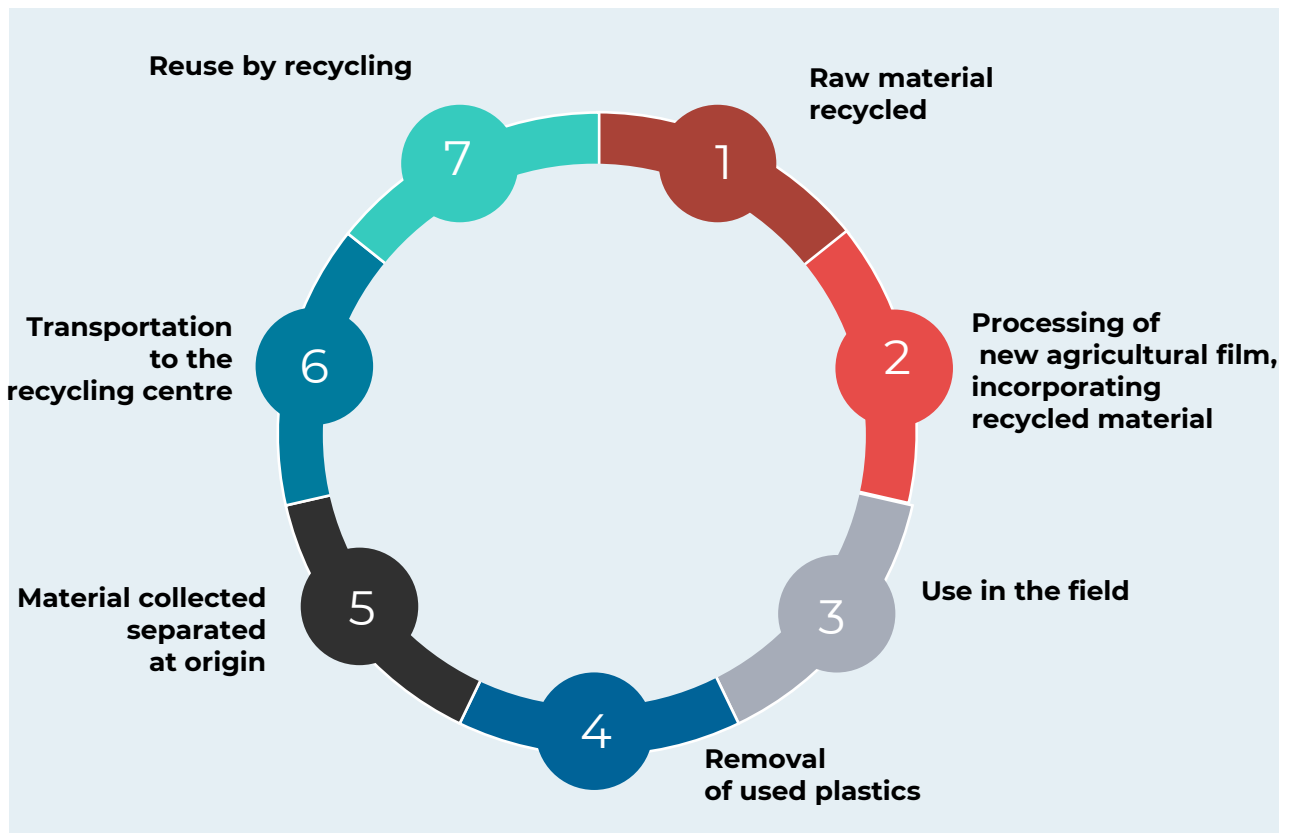 Reuse by recycling
7
1
Raw material
recycled
2
Processing of
new agricultural film,
incorporating
recycled material
3
Use in the field
4
Removal
of used plastics
5
Material collected
separated
at origin
6
Transportation
to the
recycling centre